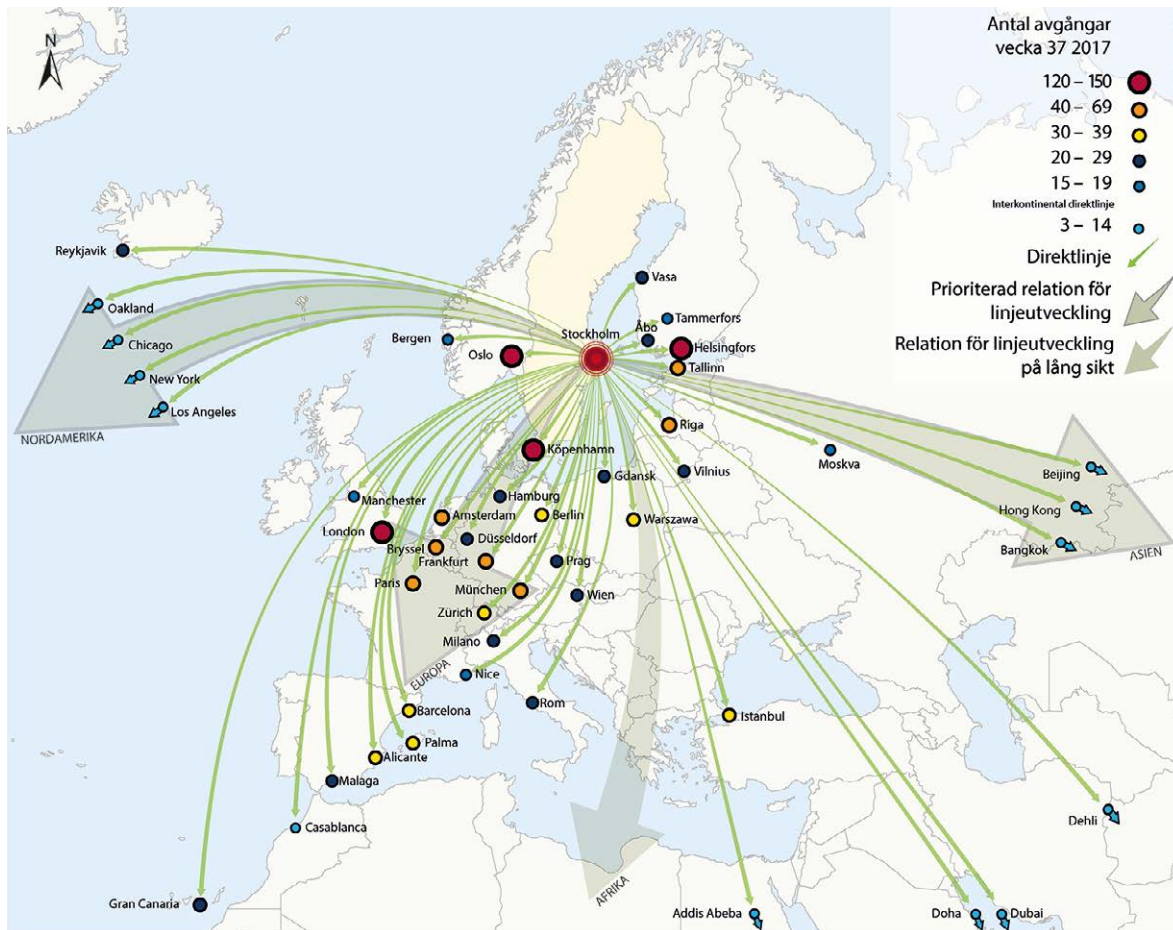 N
Antal avgångar
vecka 37 2017
120 – 150
40 – 69
30 – 39
20 – 29
15 – 19
Interkontinental direktlinje
3 – 14
Direktlinje
Prioriterad relation för
linjeutveckling
Relation för linjeutveckling
på lång sikt
Reykjavik
Oakland
Chicago
New York
Los Angeles
NORDAMERIKA
Vasa
Tammerfors
Åbo
Stockholm
Bergen
Oslo
Helsingfors
Tallinn
Riga
Köpenhamn
Moskva
Vilnius
Gdansk
Beijing
Hong Kong
Bangkok
ASIEN
Manchester
Hamburg
Amsterdam
Berlin
Warszawa
London
Düsseldorf
Bryssel
Frankfurt
Prag
Paris
München
Wien
Zürich
Milano
Nice
EUROPA
Rom
Barcelona
Istanbul
Palma
Alicante
Malaga
Casablanca
Dehli
Gran Canaria
AFRIKA
Addis Abeba
Doha
Dubai